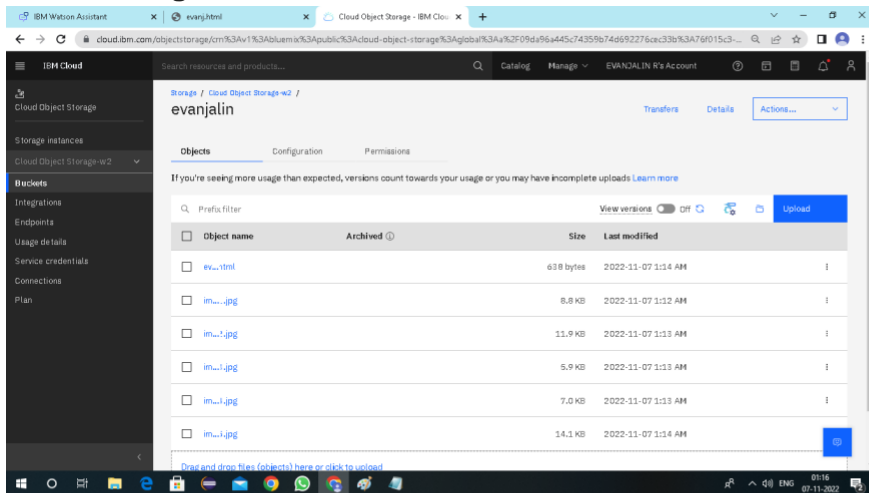 IBM Watson Assistant
evanj.html
Cloud Object Storage - IBM Clou
IBM Cloud
Search resources and products...
Catalog
Manage
EVANJALIN R's Account
Cloud Object Storage
Storage instances
Cloud Object Storage-w2
Buckets
Integrations
Endpoints
Usage details
Service credentials
Connections
Plan
Storage / Cloud Object Storage-w2 /
evanjalin
Transfers
Details
Actions...
Objects
Configuration
Permissions
If you're seeing more usage than expected, versions count towards your usage or you may have incomplete uploads Learn more
Prefix filter
View versions Off
Upload
Object name Archived Size Last modified
ev...html 638 bytes 2022-11-07 1:14 AM
im... .jpg 8.8 KB 2022-11-07 1:12 AM
11.9 KB 2022-11-07 1:13 AM
5.9 KB 2022-11-07 1:13 AM
7.0 KB 2022-11-07 1:13 AM
14.1 KB 2022-11-07 1:14 AM
Drag and drop files (objects) here or click to upload
ENG
01:16
07-11-2022